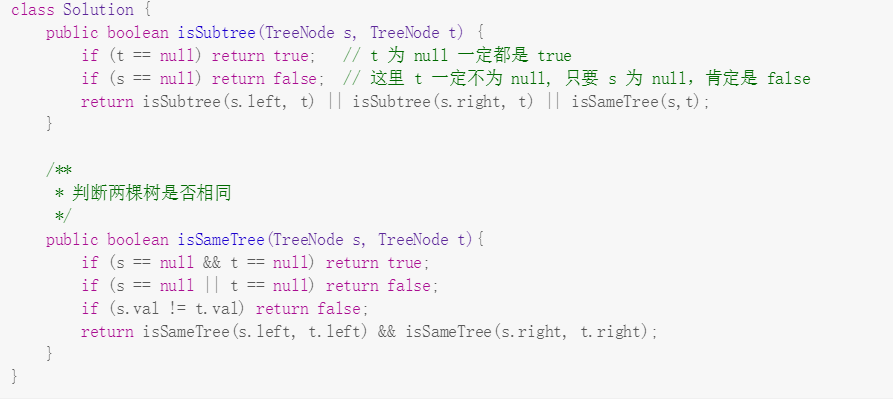 class Solution {
    public boolean isSubtree(TreeNode s, TreeNode t) {
        if (t == null) return true;   // t 为 null 一定都是 true
        if (s == null) return false;  // 这里 t 一定不为 null, 只要 s 为 null，肯定是 false
        return isSubtree(s.left, t) || isSubtree(s.right, t) || isSameTree(s,t);
    }

    /**
     * 判断两棵树是否相同
     */
    public boolean isSameTree(TreeNode s, TreeNode t){
        if (s == null && t == null) return true;
        if (s == null || t == null) return false;
        if (s.val != t.val) return false;
        return isSameTree(s.left, t.left) && isSameTree(s.right, t.right);
    }
}